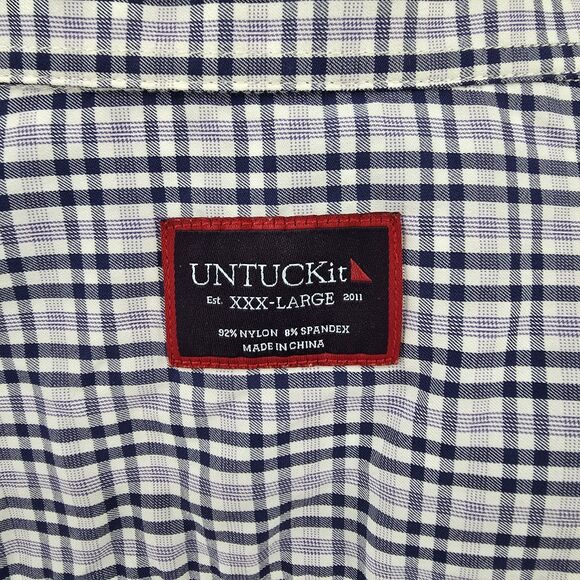 UNTUCKit
Est. XXX-LARGE 2011
92% NYLON 8% SPANDEX
MADE IN CHINA